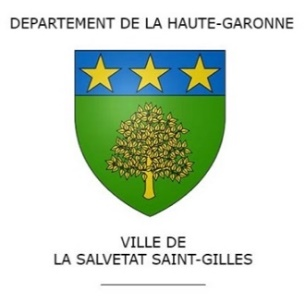 DEPARTEMENT DE LA HAUTE-GARONNE
VILLE DE
LA SALVETAT SAINT-GILLES